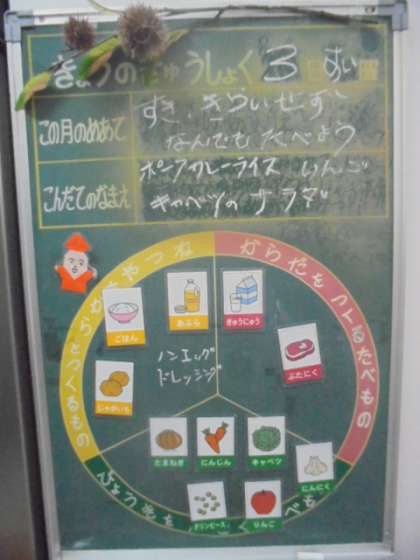 きょうのきゅうしょく 3 日 すい 曜
この月のめあて
すき、きらいせず
なんでもたべよう
こんだてのなまえ
ポークカレーライス りんご
キャベツのサラダ
からだをつくるたべもの
ごはん
あぶら
ぎゅうにゅう
ぶたにく
じゃがいも
ノンエッグ
ドレッシング
たまねぎ
にんじん
キャベツ
にんにく
グリンピース
りんご